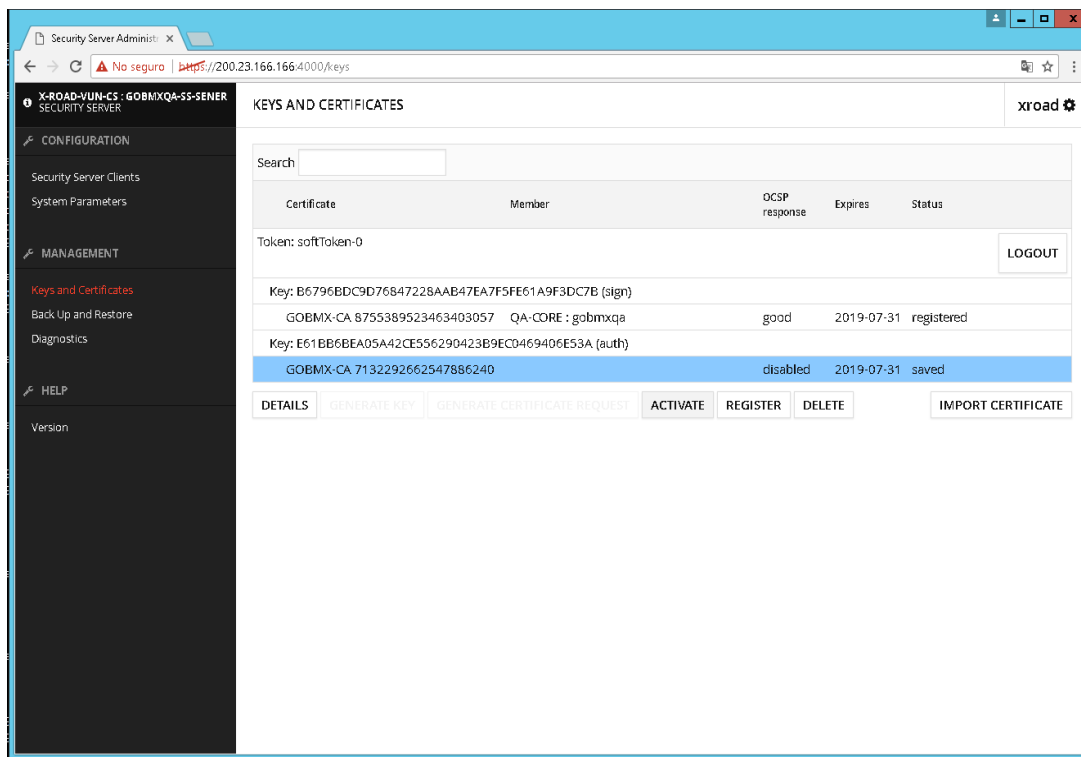 Security Server Administ
No seguro | https://200.23.166.166:4000/keys
X-ROAD-VUN-CS : GOBMXQA-SS-SENER
SECURITY SERVER
KEYS AND CERTIFICATES
xroad
CONFIGURATION
Security Server Clients
System Parameters
MANAGEMENT
Keys and Certificates
Back Up and Restore
Diagnostics
HELP
Version
Search
Certificate Member OCSP response Expires Status
Token: softToken-0
LOGOUT
Key: B6796BDC9D76847228AAB47EA7F5FE61A9F3DC7B (sign)
GOBMX-CA 8755389523463403057 QA-CORE : gobmxqa good 2019-07-31 registered
Key: E61BB6BEA05A42CE556290423B9EC0469406E53A (auth)
GOBMX-CA 7132292662547886240 disabled 2019-07-31 saved
DETAILS GENERATE KEY GENERATE CERTIFICATE REQUEST ACTIVATE REGISTER DELETE IMPORT CERTIFICATE